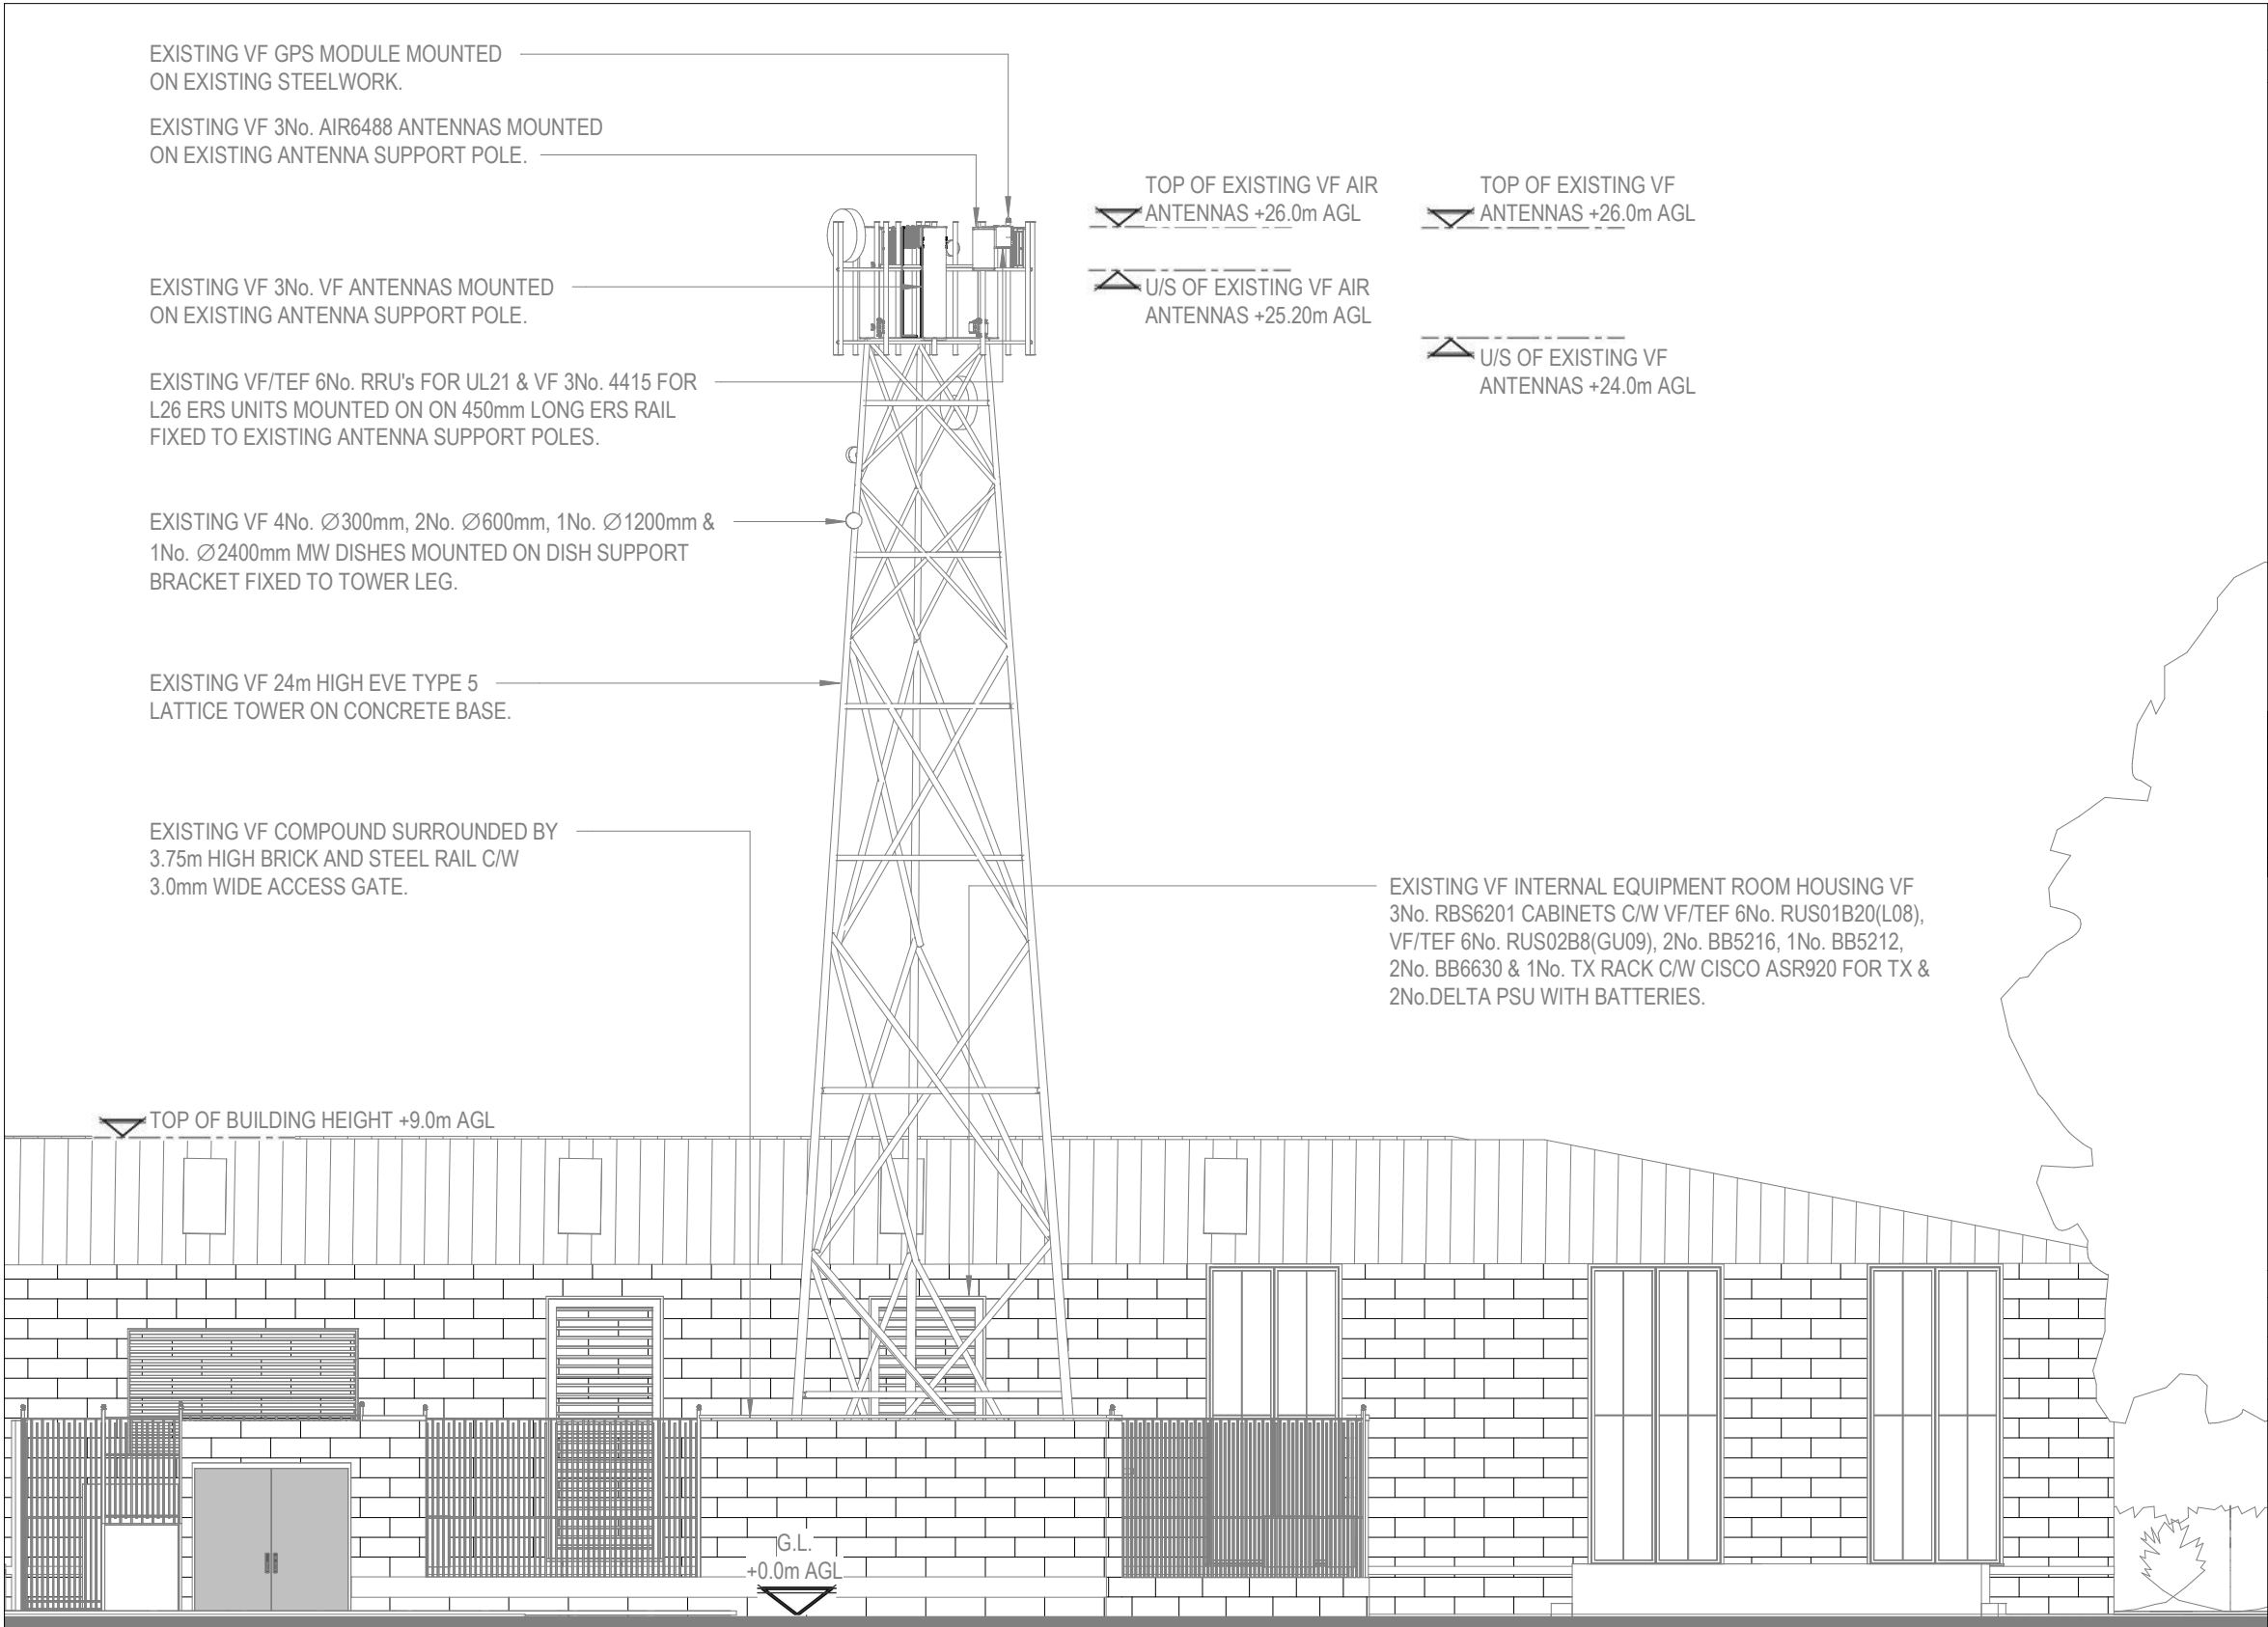 EXISTING VF GPS MODULE MOUNTED
ON EXISTING STEELWORK.
EXISTING VF 3No. AIR6488 ANTENNAS MOUNTED
ON EXISTING ANTENNA SUPPORT POLE.
TOP OF EXISTING VF AIR
ANTENNAS +26.0m AGL
TOP OF EXISTING VF
ANTENNAS +26.0m AGL
EXISTING VF 3No. VF ANTENNAS MOUNTED
ON EXISTING ANTENNA SUPPORT POLE.
U/S OF EXISTING VF AIR
ANTENNAS +25.20m AGL
U/S OF EXISTING VF
ANTENNAS +24.0m AGL
EXISTING VF/TEF 6No. RRU's FOR UL21 & VF 3No. 4415 FOR
L26 ERS UNITS MOUNTED ON ON 450mm LONG ERS RAIL
FIXED TO EXISTING ANTENNA SUPPORT POLES.
EXISTING VF 4No. ∅300mm, 2No. ∅600mm, 1No. ∅1200mm &
1No. ∅2400mm MW DISHES MOUNTED ON DISH SUPPORT
BRACKET FIXED TO TOWER LEG.
EXISTING VF 24m HIGH EVE TYPE 5
LATTICE TOWER ON CONCRETE BASE.
EXISTING VF COMPOUND SURROUNDED BY
3.75m HIGH BRICK AND STEEL RAIL C/W
3.0mm WIDE ACCESS GATE.
EXISTING VF INTERNAL EQUIPMENT ROOM HOUSING VF
3No. RBS6201 CABINETS C/W VF/TEF 6No. RUS01B20(L08),
VF/TEF 6No. RUS02B8(GU09), 2No. BB5216, 1No. BB5212,
2No. BB6630 & 1No. TX RACK C/W CISCO ASR920 FOR TX &
2No.DELTA PSU WITH BATTERIES.
TOP OF BUILDING HEIGHT +9.0m AGL
G.L.
+0.0m AGL